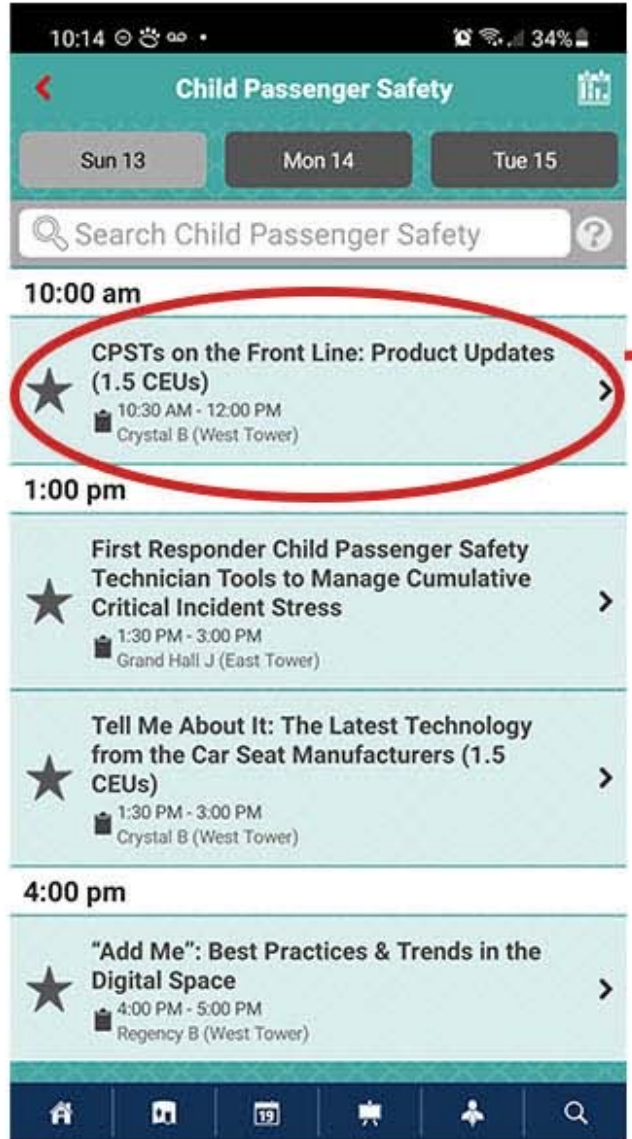 10:14 34%
Child Passenger Safety
Sun 13 Mon 14 Tue 15
Search Child Passenger Safety ?
10:00 am
CPSTs on the Front Line: Product Updates
(1.5 CEUs)
10:30 AM - 12:00 PM
Crystal B (West Tower)
1:00 pm
First Responder Child Passenger Safety
Technician Tools to Manage Cumulative
Critical Incident Stress
1:30 PM - 3:00 PM
Grand Hall J (East Tower)
Tell Me About It: The Latest Technology
from the Car Seat Manufacturers (1.5
CEUs)
1:30 PM - 3:00 PM
Crystal B (West Tower)
4:00 pm
“Add Me”: Best Practices & Trends in the
Digital Space
4:00 PM - 5:00 PM
Regency B (West Tower)
19